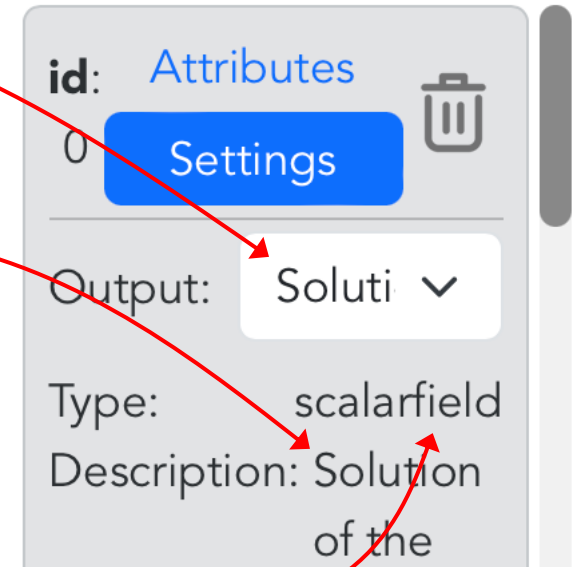 id: Attributes
0 Settings
Output: Soluti
Type: scalarfield
Description: Solution
of the